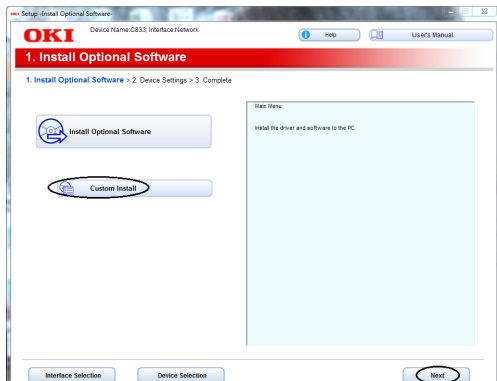 OKI Setup -Install Optional Software-
OKI
Device Name:C833, Interface:Network
Help
User's Manual
1. Install Optional Software
1. Install Optional Software > 2. Device Settings > 3. Complete
Install Optional Software
Custom Install
Main Menu
Install the driver and software to the PC.
Interface Selection
Device Selection
Next